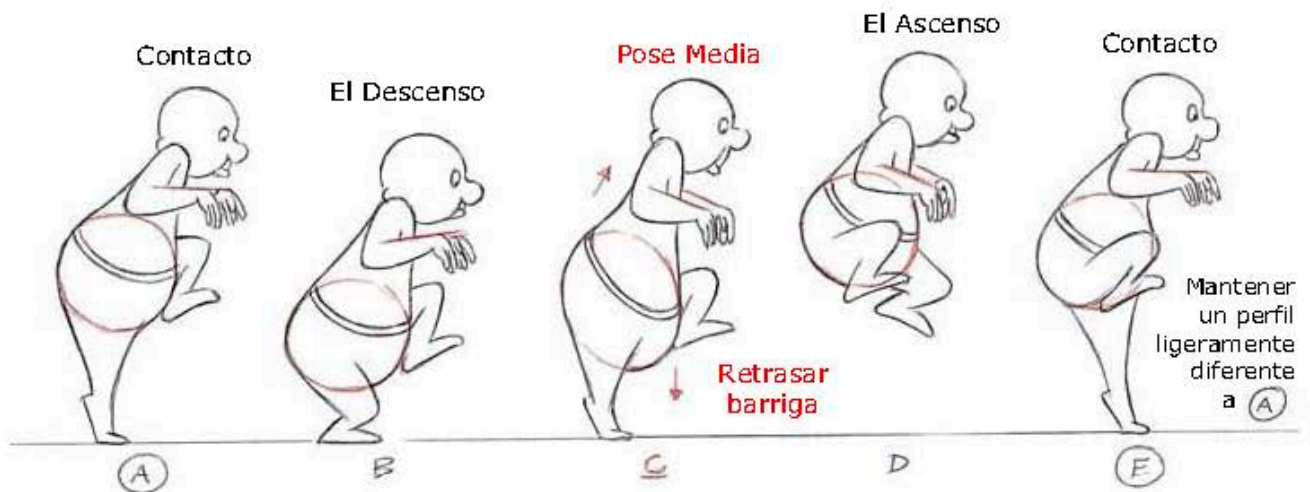 Contacto
El Descenso
Pose Media
El Ascenso
Contacto
Retrasar
barriga
Mantener
un perfil
ligeramente
diferente
a A
A
B
C
D
E